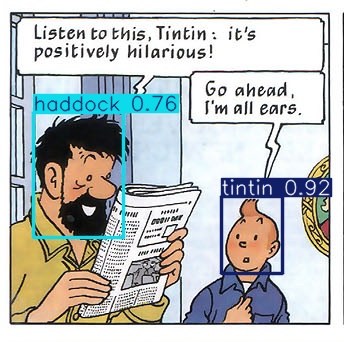 Listen to this, Tintin: it's
positively hilarious!
Go ahead,
I'm all ears.
haddock 0.76
tintin 0.92